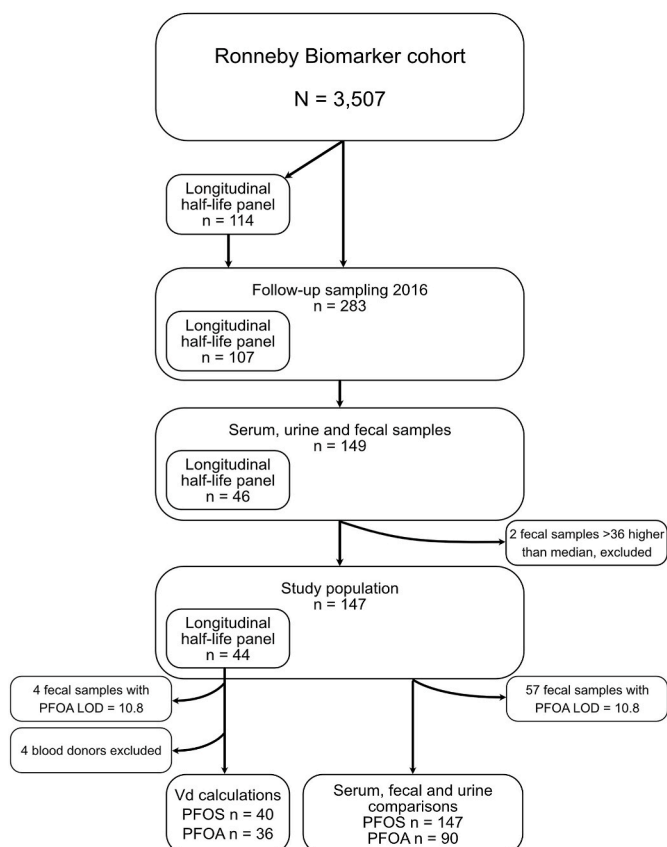 Ronneby Biomarker cohort
N = 3,507
Longitudinal
half-life panel
n = 114
Follow-up sampling 2016
n = 283
Longitudinal
half-life panel
n = 107
Serum, urine and fecal samples
n = 149
Longitudinal
half-life panel
n = 46
2 fecal samples >36 higher
than median, excluded
Study population
n = 147
Longitudinal
half-life panel
n = 44
4 fecal samples with
PFOA LOD = 10.8
57 fecal samples with
PFOA LOD = 10.8
4 blood donors excluded
Vd calculations
PFOS n = 40
PFOA n = 36
Serum, fecal and urine
comparisons
PFOS n = 147
PFOA n = 90